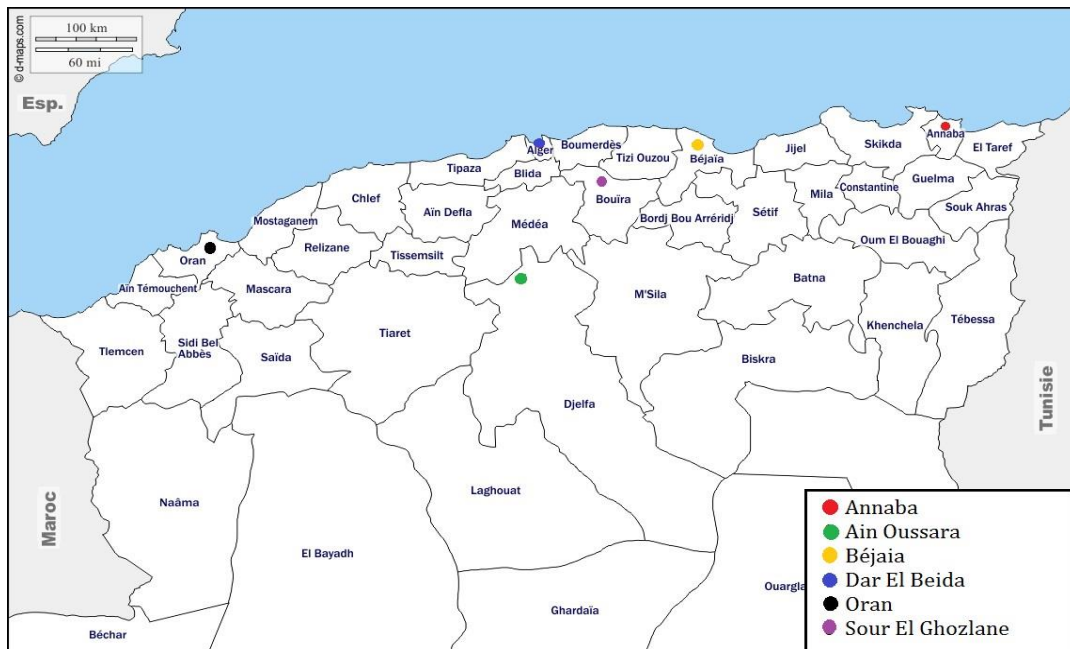 100 km
60 mi
© d-maps.com
Esp.
Annaba
Skikda
El Taref
Jijel
Alger
Boumerdès
Tizi Ouzou
Béjaïa
Tipaza
Blida
Guelma
Constantine
Mila
Bouïra
Chlef
Aïn Defla
Médéa
Bordj Bou Arréridj
Sétif
Souk Ahras
Mostaganem
Relizane
Tissemsilt
Oum El Bouaghi
Oran
Batna
Aïn Témouchent
Mascara
M'Sila
Tébessa
Khenchela
Tiaret
Sidi Bel
Abbès
Tlemcen
Saïda
Biskra
Djelfa
Tunisie
Laghouat
Naâma
Maroc
El Bayadh
Ouargla
Ghardaïa
Béchar
Annaba
Ain Oussara
Béjaia
Dar El Beida
Oran
Sour El Ghozlane